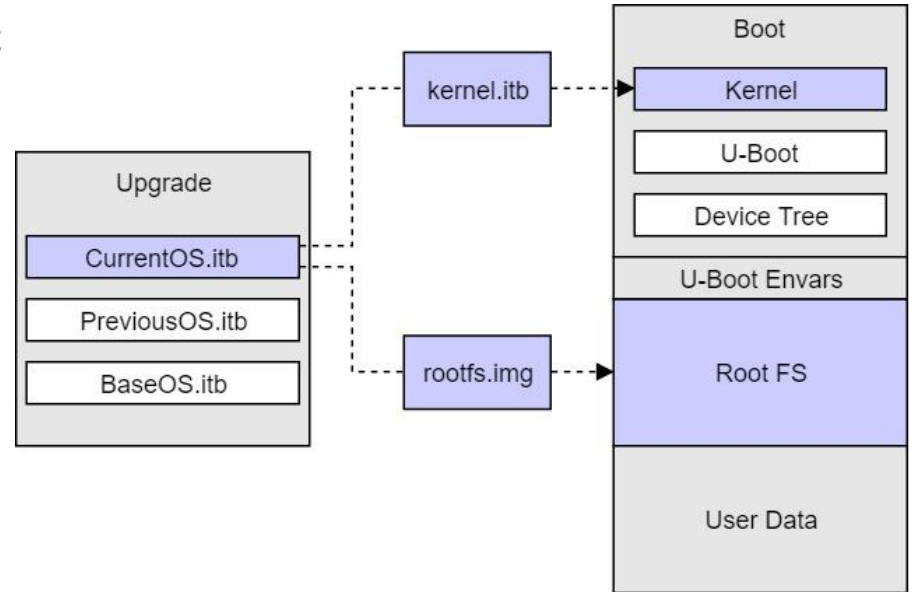 Upgrade
CurrentOS.itb
PreviousOS.itb
BaseOS.itb
kernel.itb
rootfs.img
Boot
Kernel
U-Boot
Device Tree
U-Boot Envars
Root FS
User Data